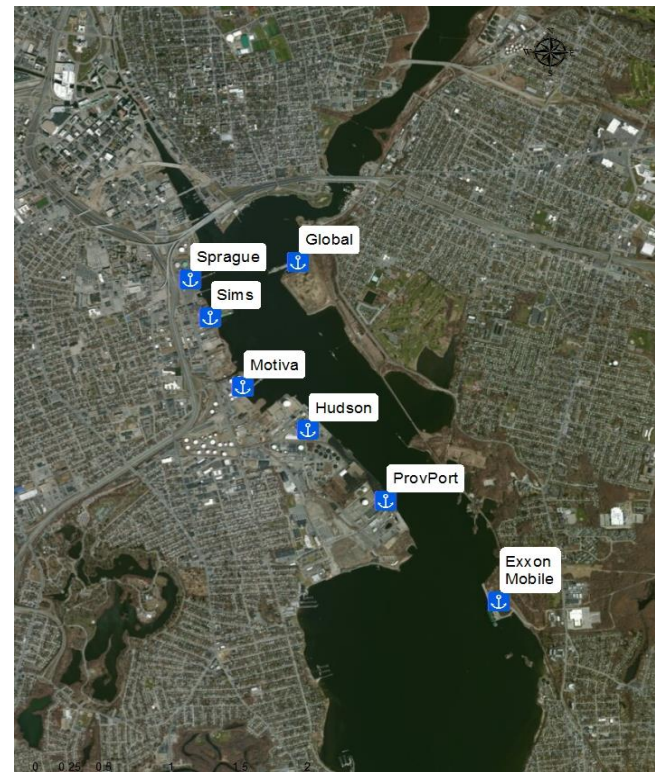 Global
Sprague
Sims
Motiva
Hudson
ProvPort
Exxon
Mobile
0 0.25 0.5 1 1.5 2